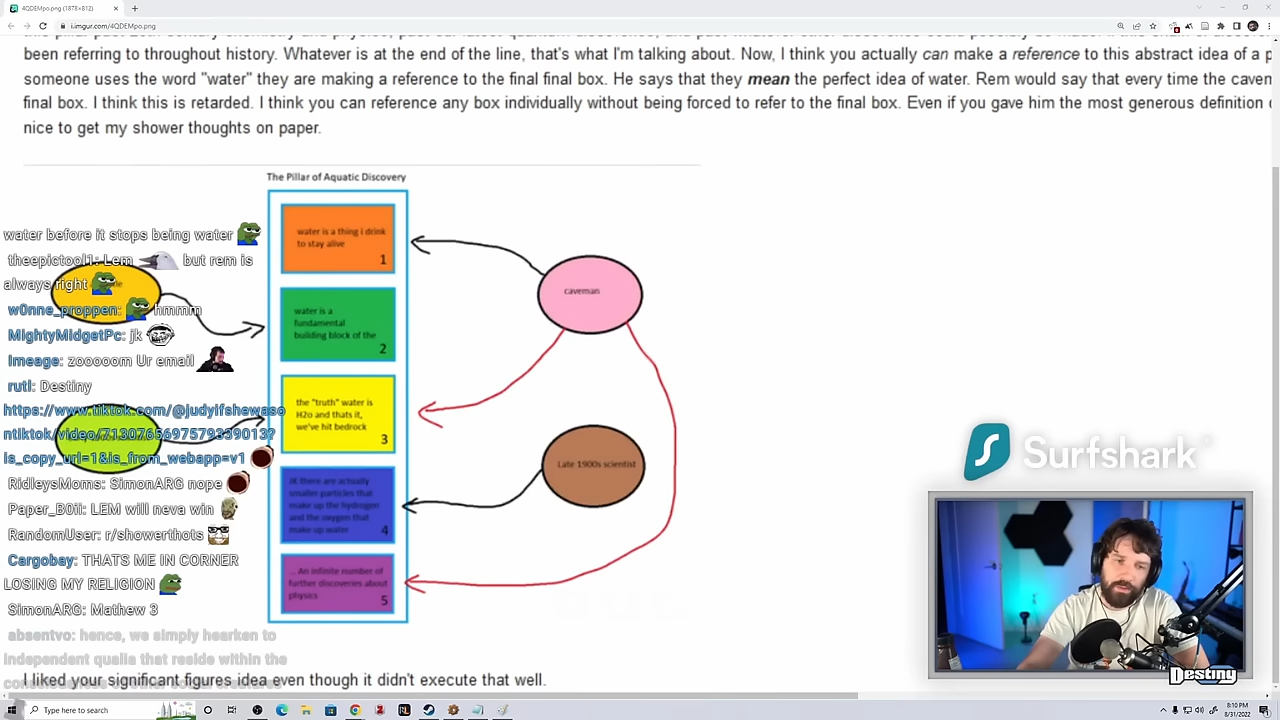 4QDEMpo.png (1878×812)
i.imgur.com/4QDEMpo.png
been referring to throughout history. Whatever is at the end of the line, that's what I'm talking about. Now, I think you actually can make a reference to this abstract idea of a p
someone uses the word "water" they are making a reference to the final final box. He says that they mean the perfect idea of water. Rem would say that every time the caven
final box. I think this is retarded. I think you can reference any box individually without being forced to refer to the final box. Even if you gave him the most generous definition
nice to get my shower thoughts on paper.
The Pillar of Aquatic Discovery
water is a thing i drink
to stay alive
1
water is a
fundamental
building block of the
2
the "truth" water is
H2o and thats it,
we've hit bedrock
3
IK there are actually
smaller particles that
make up the hydrogen
and the oxygen that
make up water
4
... An infinite number of
further discoveries about
physics
5
caveman
Late 1900s scientist
water before it stops being water
theepictool1: Lem but rem is
always right
w0nne_proppen: hmmm
MightyMidgetPc: jk
Imeage: zooooom Ur email
rutl: Destiny
https://www.tiktok.com/@judyifshewaso
ntiktok/video/7130765697579339013?
is_copy_url=1&is_from_webapp=v1
RidleysMoms: SimonARG nope
Paper_B0ii: LEM will neva win
RandomUser: r/showerthots
Cargobay: THATS ME IN CORNER
LOSING MY RELIGION
SimonARG: Mathew 3
absentvo: hence, we simply hearken to
independent qualia that reside within the
I liked your significant figures idea even though it didn't execute that well.
Surfshark
Destiny
Type here to search
8:10 PM
8/31/2022